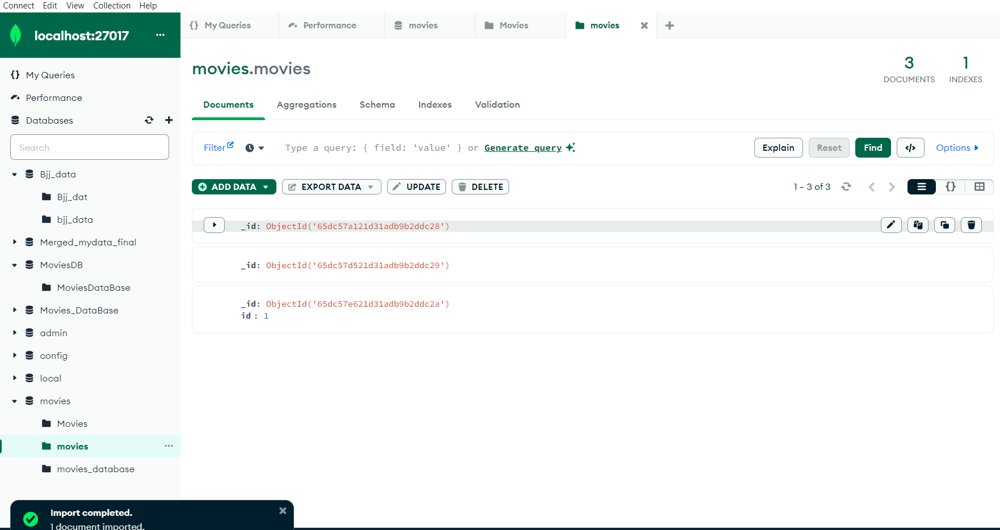 Connect Edit View Collection Help
localhost:27017 ...
My Queries
Performance
Databases
Search
Bjj_data
Bjj_dat
bjj_data
Merged_mydata_final
MoviesDB
MoviesDataBase
Movies_DataBase
admin
config
local
movies
Movies
movies ...
movies_database
Import completed.
1 document imported.
{} My Queries Performance movies Movies movies
movies.movies
3 DOCUMENTS
1 INDEXES
Documents Aggregations Schema Indexes Validation
Filter Type a query: { field: 'value' } or Generate query Explain Reset Find </> Options
ADD DATA EXPORT DATA UPDATE DELETE 1 – 3 of 3 {}
_id: ObjectId('65dc57a121d31adb9b2ddc28')
_id: ObjectId('65dc57d521d31adb9b2ddc29')
_id: ObjectId('65dc57e621d31adb9b2ddc2a')
id : 1